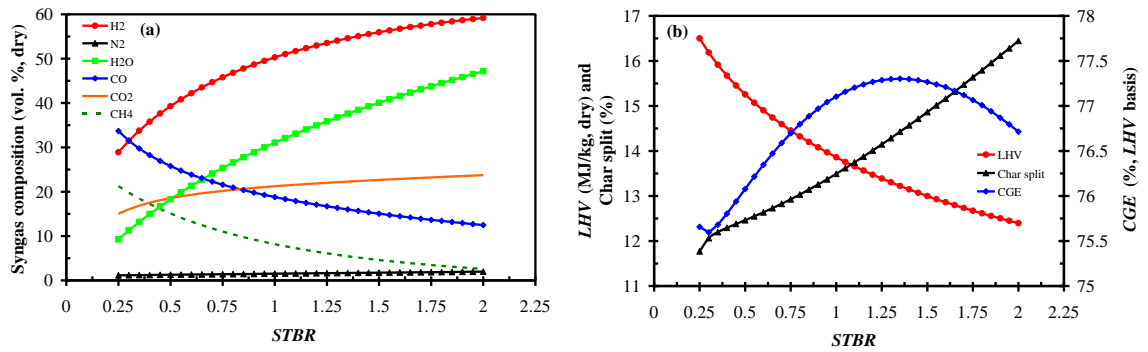 Syngas composition (vol. %, dry)
60
50
40
30
20
10
0
(a)
H2
N2
H2O
CO
CO2
CH4
0
0.25
0.5
0.75
1
1.25
1.5
1.75
2
2.25
STBR
LHV (MJ/kg, dry) and
Char split (%)
17
16
15
14
13
12
11
(b)
LHV
Char split
CGE
78
77.5
77
76.5
76
75.5
75
CGE (%, LHV basis)
0
0.25
0.5
0.75
1
1.25
1.5
1.75
2
2.25
STBR